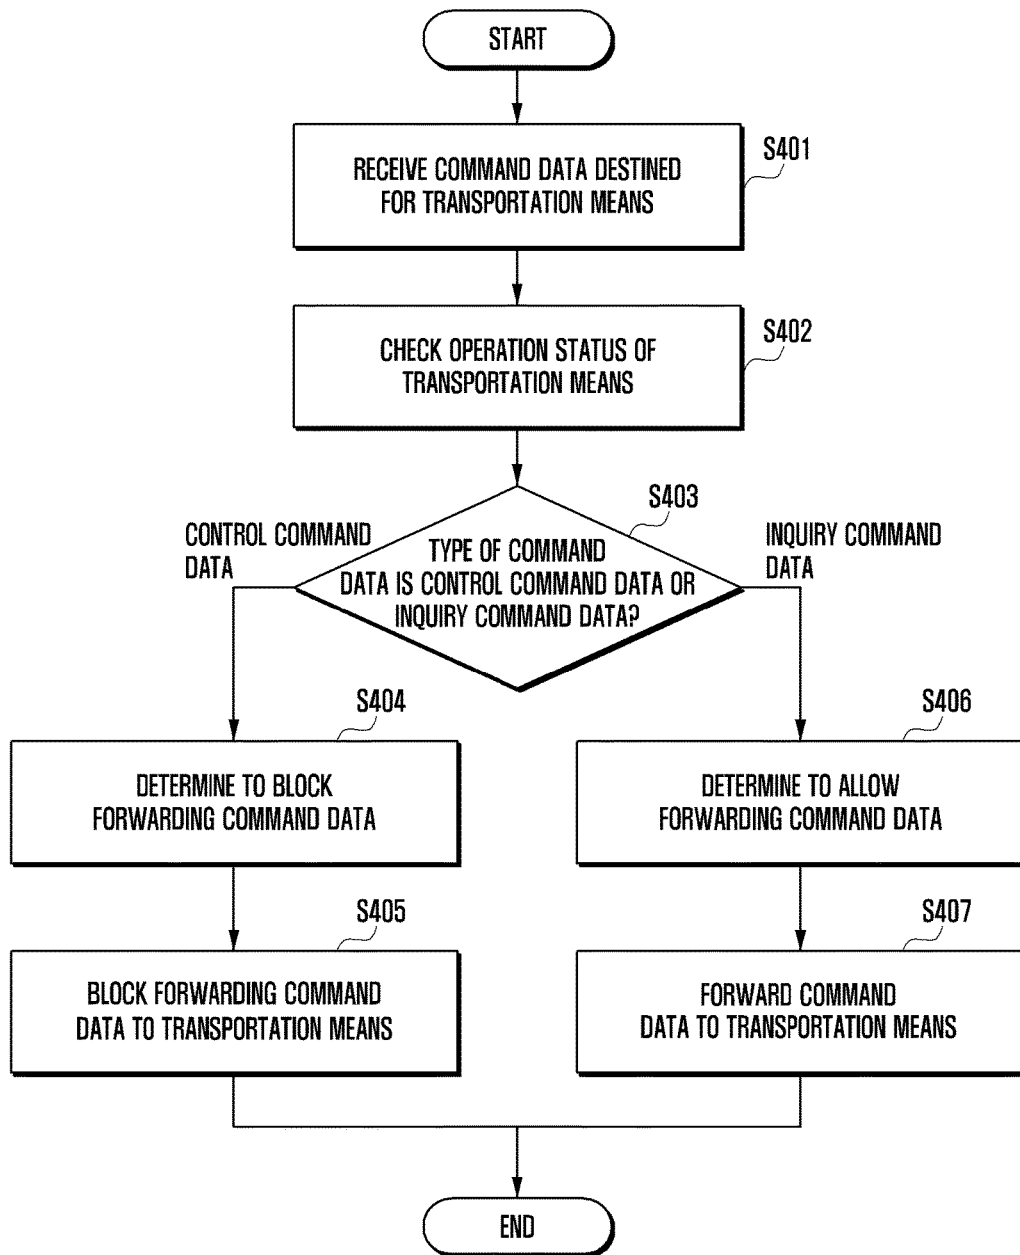 START
S401
RECEIVE COMMAND DATA DESTINED
FOR TRANSPORTATION MEANS
S402
CHECK OPERATION STATUS OF
TRANSPORTATION MEANS
S403
CONTROL COMMAND
DATA
TYPE OF COMMAND
DATA IS CONTROL COMMAND DATA OR
INQUIRY COMMAND DATA?
INQUIRY COMMAND
DATA
S404
DETERMINE TO BLOCK
FORWARDING COMMAND DATA
S406
DETERMINE TO ALLOW
FORWARDING COMMAND DATA
S405
BLOCK FORWARDING COMMAND
DATA TO TRANSPORTATION MEANS
S407
FORWARD COMMAND
DATA TO TRANSPORTATION MEANS
END